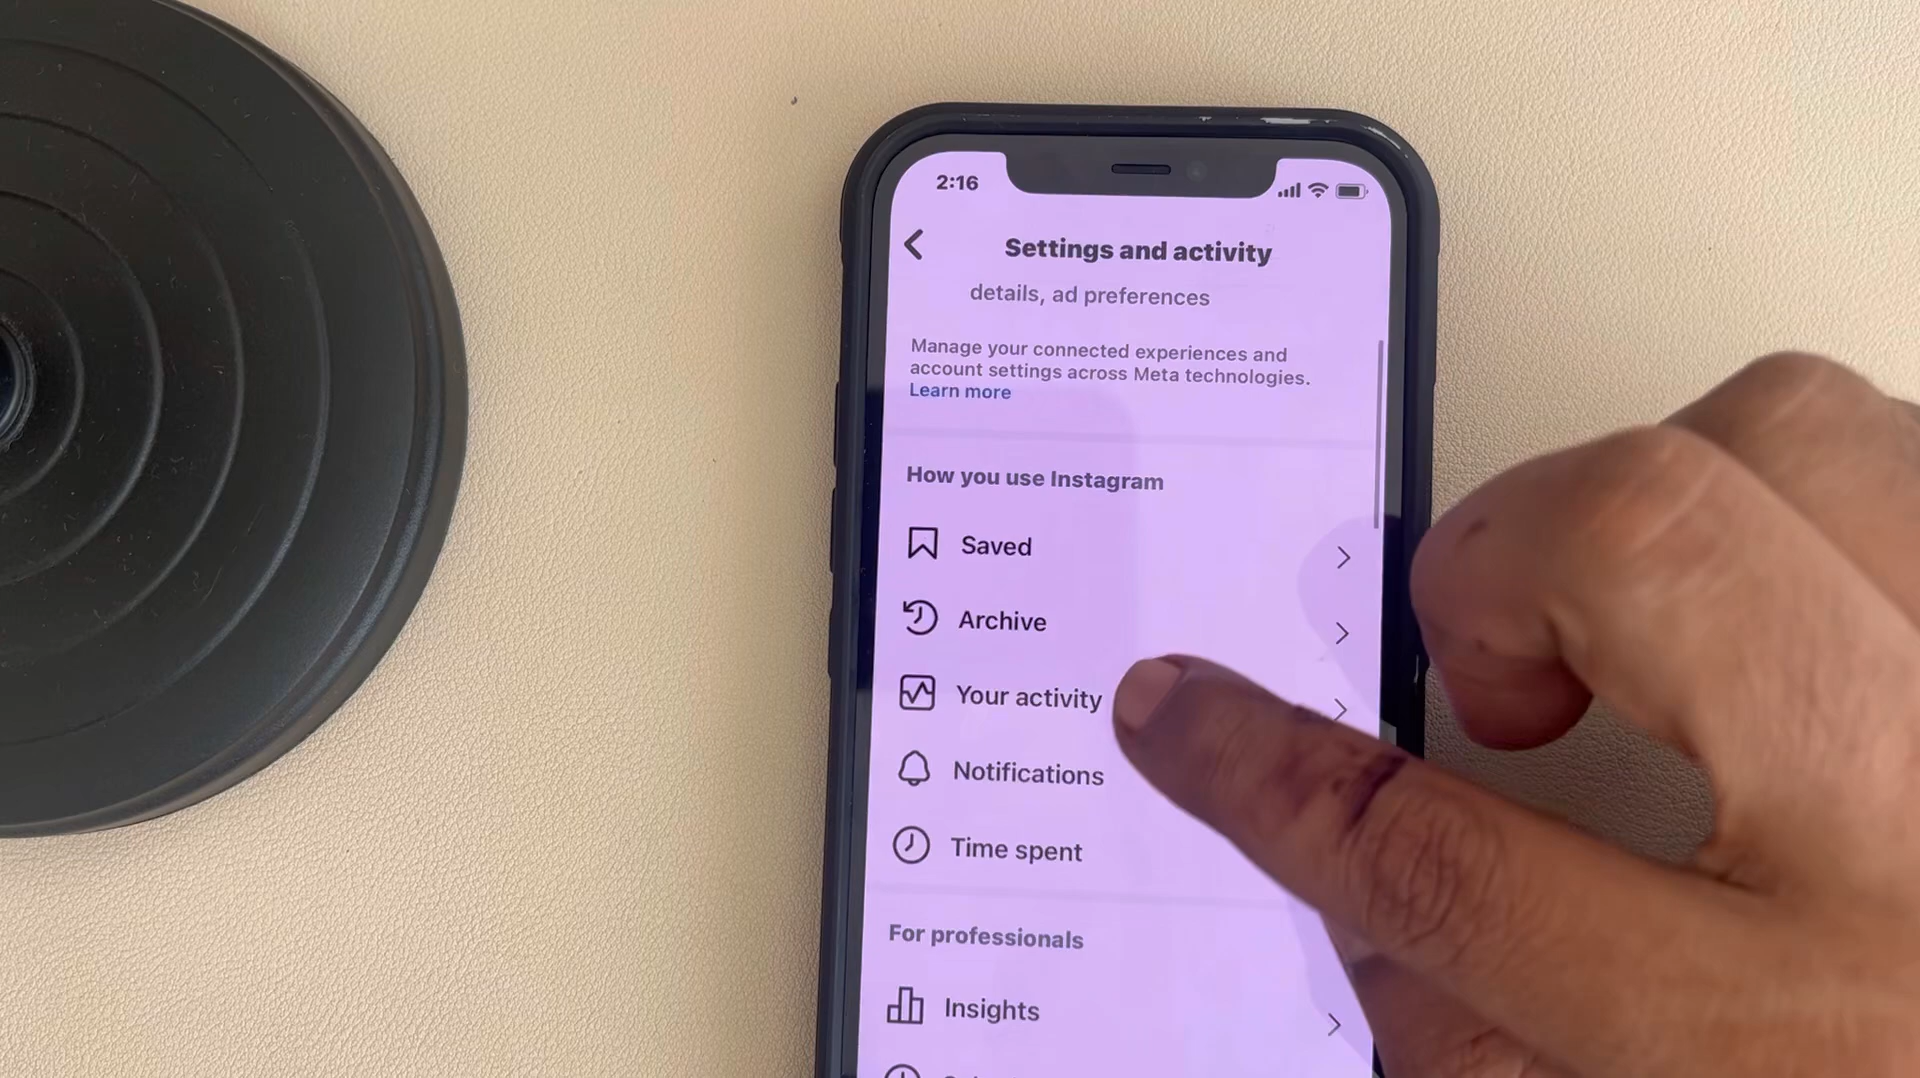 2:16
Settings and activity
details, ad preferences
Manage your connected experiences and
account settings across Meta technologies.
Learn more
How you use Instagram
Saved
Archive
Your activity
Notifications
Time spent
For professionals
Insights